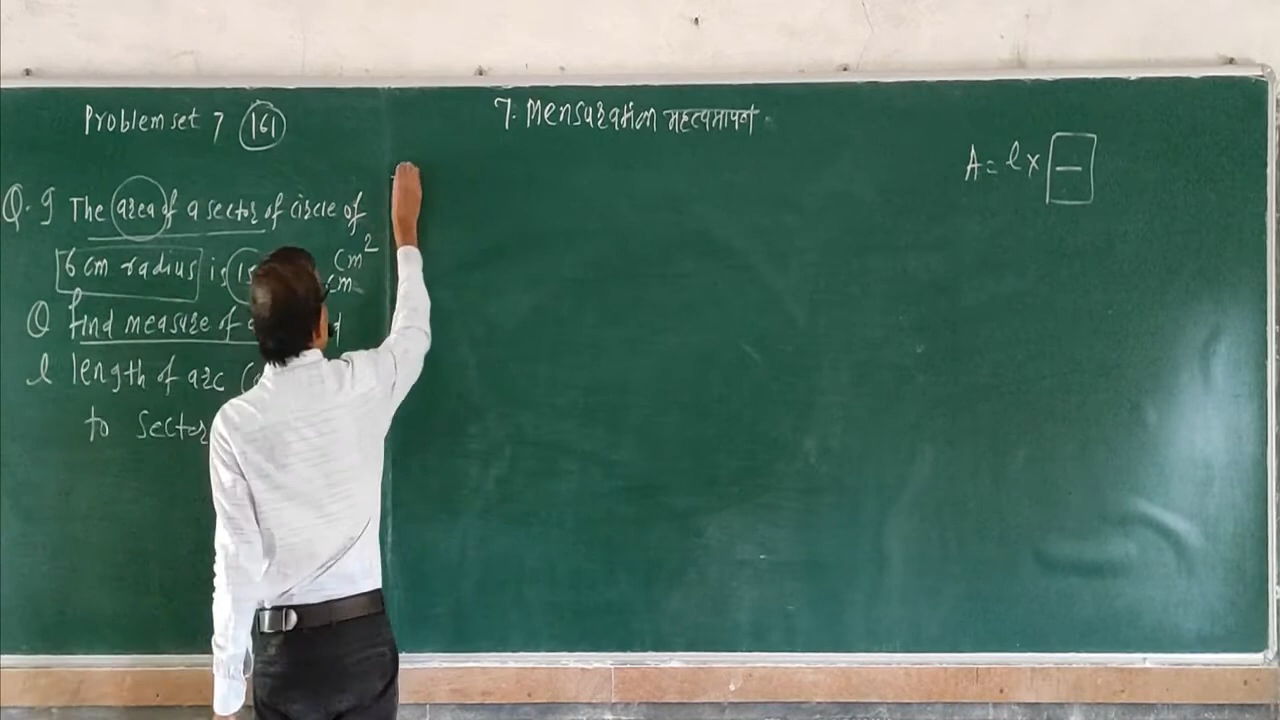 Problem set 7 (161)
7. Mensuration महत्वमापन
A = l x
Q. 9 The area of a sector of circle of
6 cm radius is cm²
cm
θ find measure of
l length of arc
to sector